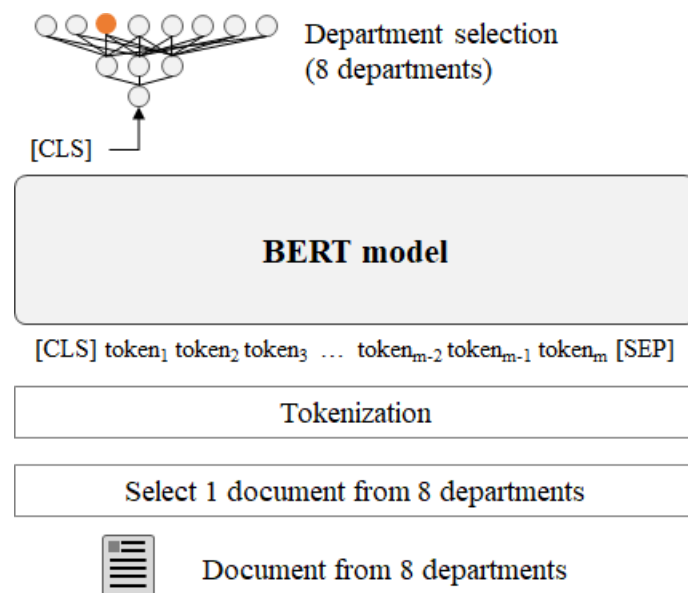 Department selection
(8 departments)
[CLS]
BERT model
[CLS] token₁ token₂ token₃ … tokenₘ₋₂ tokenₘ₋₁ tokenₘ [SEP]
Tokenization
Select 1 document from 8 departments
Document from 8 departments